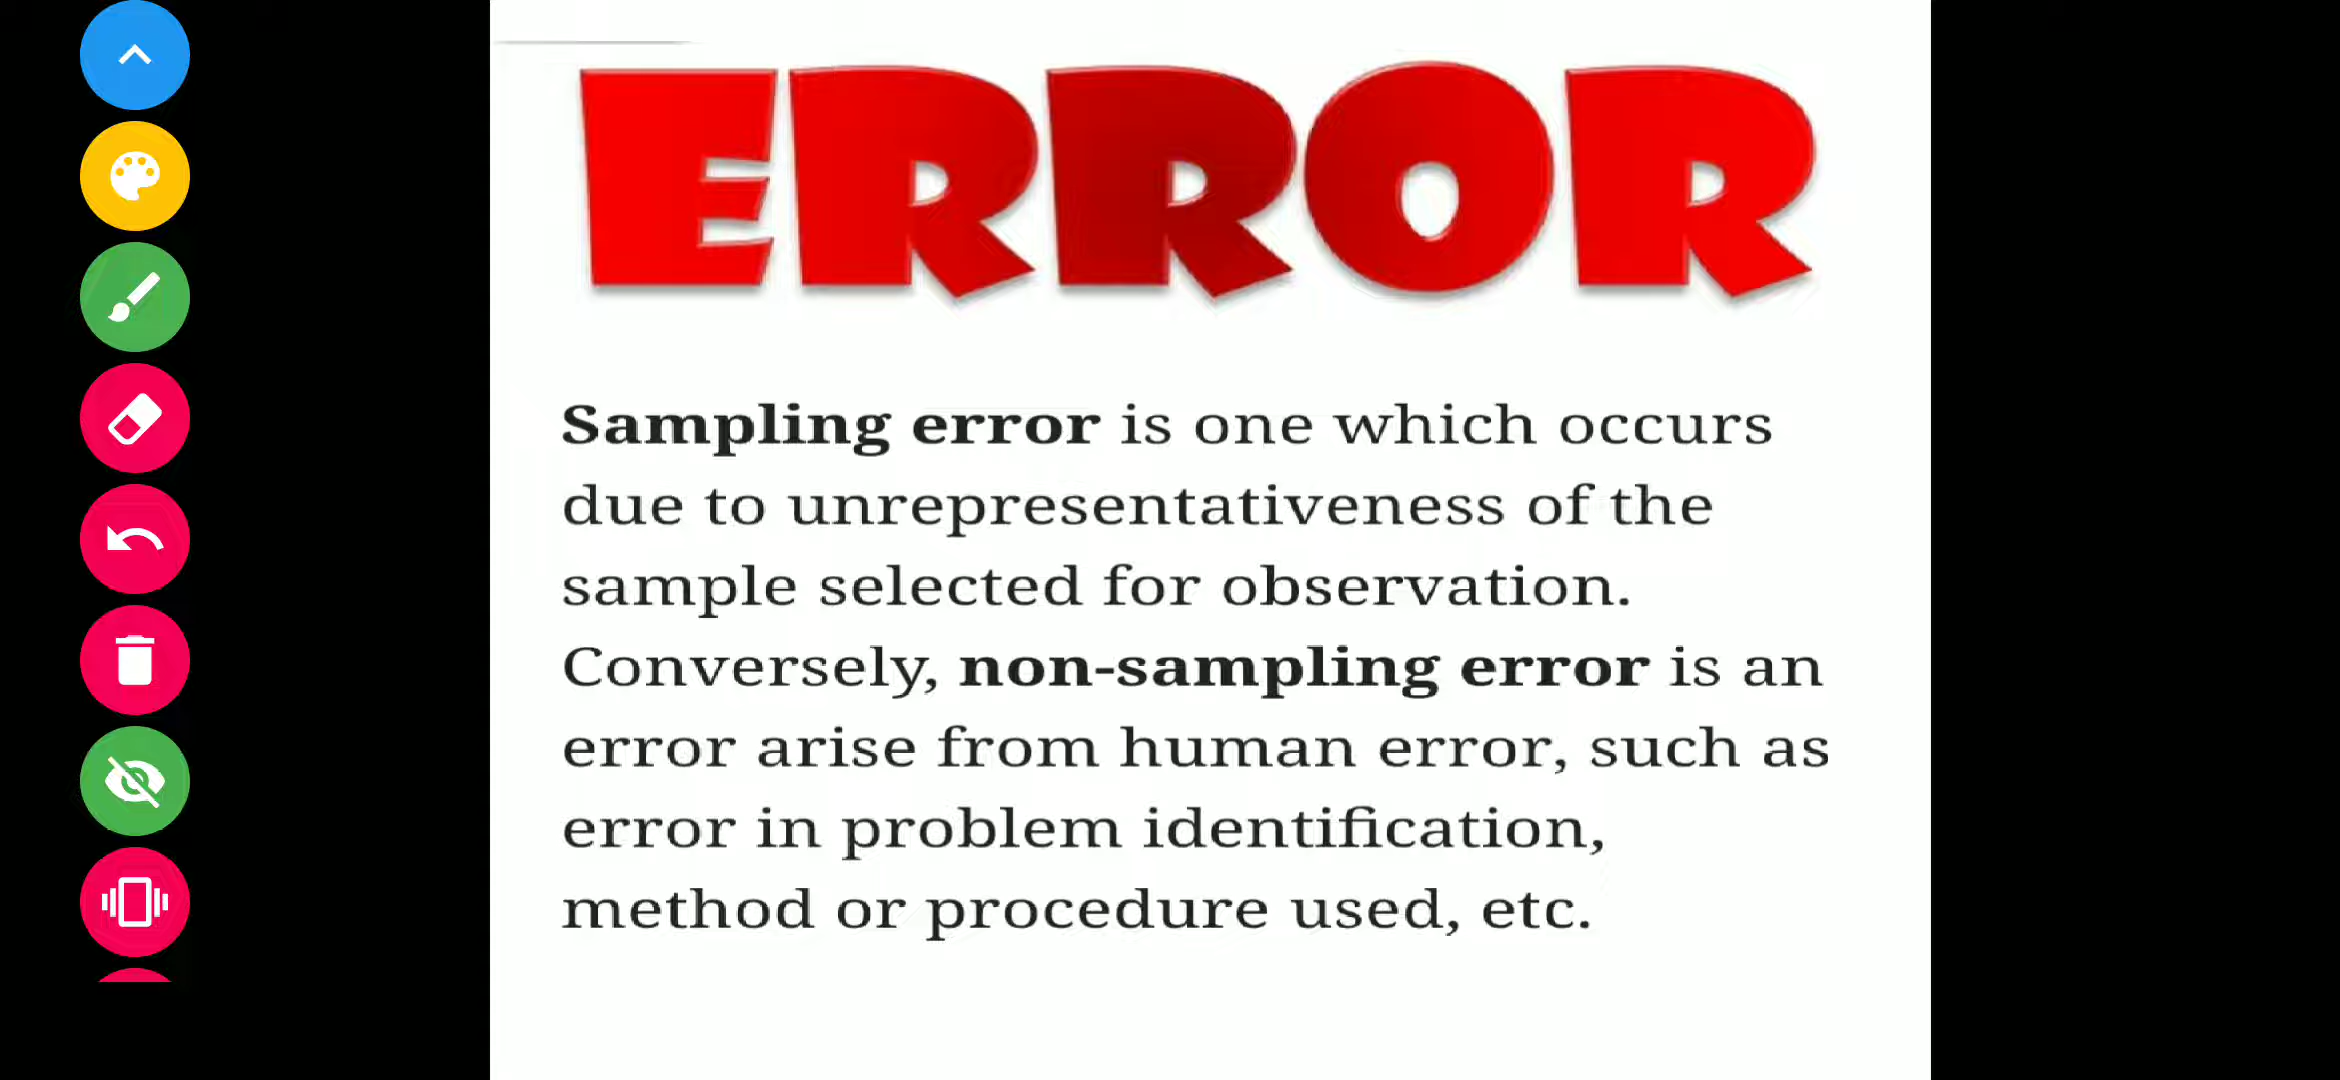 ERROR
Sampling error is one which occurs
due to unrepresentativeness of the
sample selected for observation.
Conversely, non-sampling error is an
error arise from human error, such as
error in problem identification,
method or procedure used, etc.